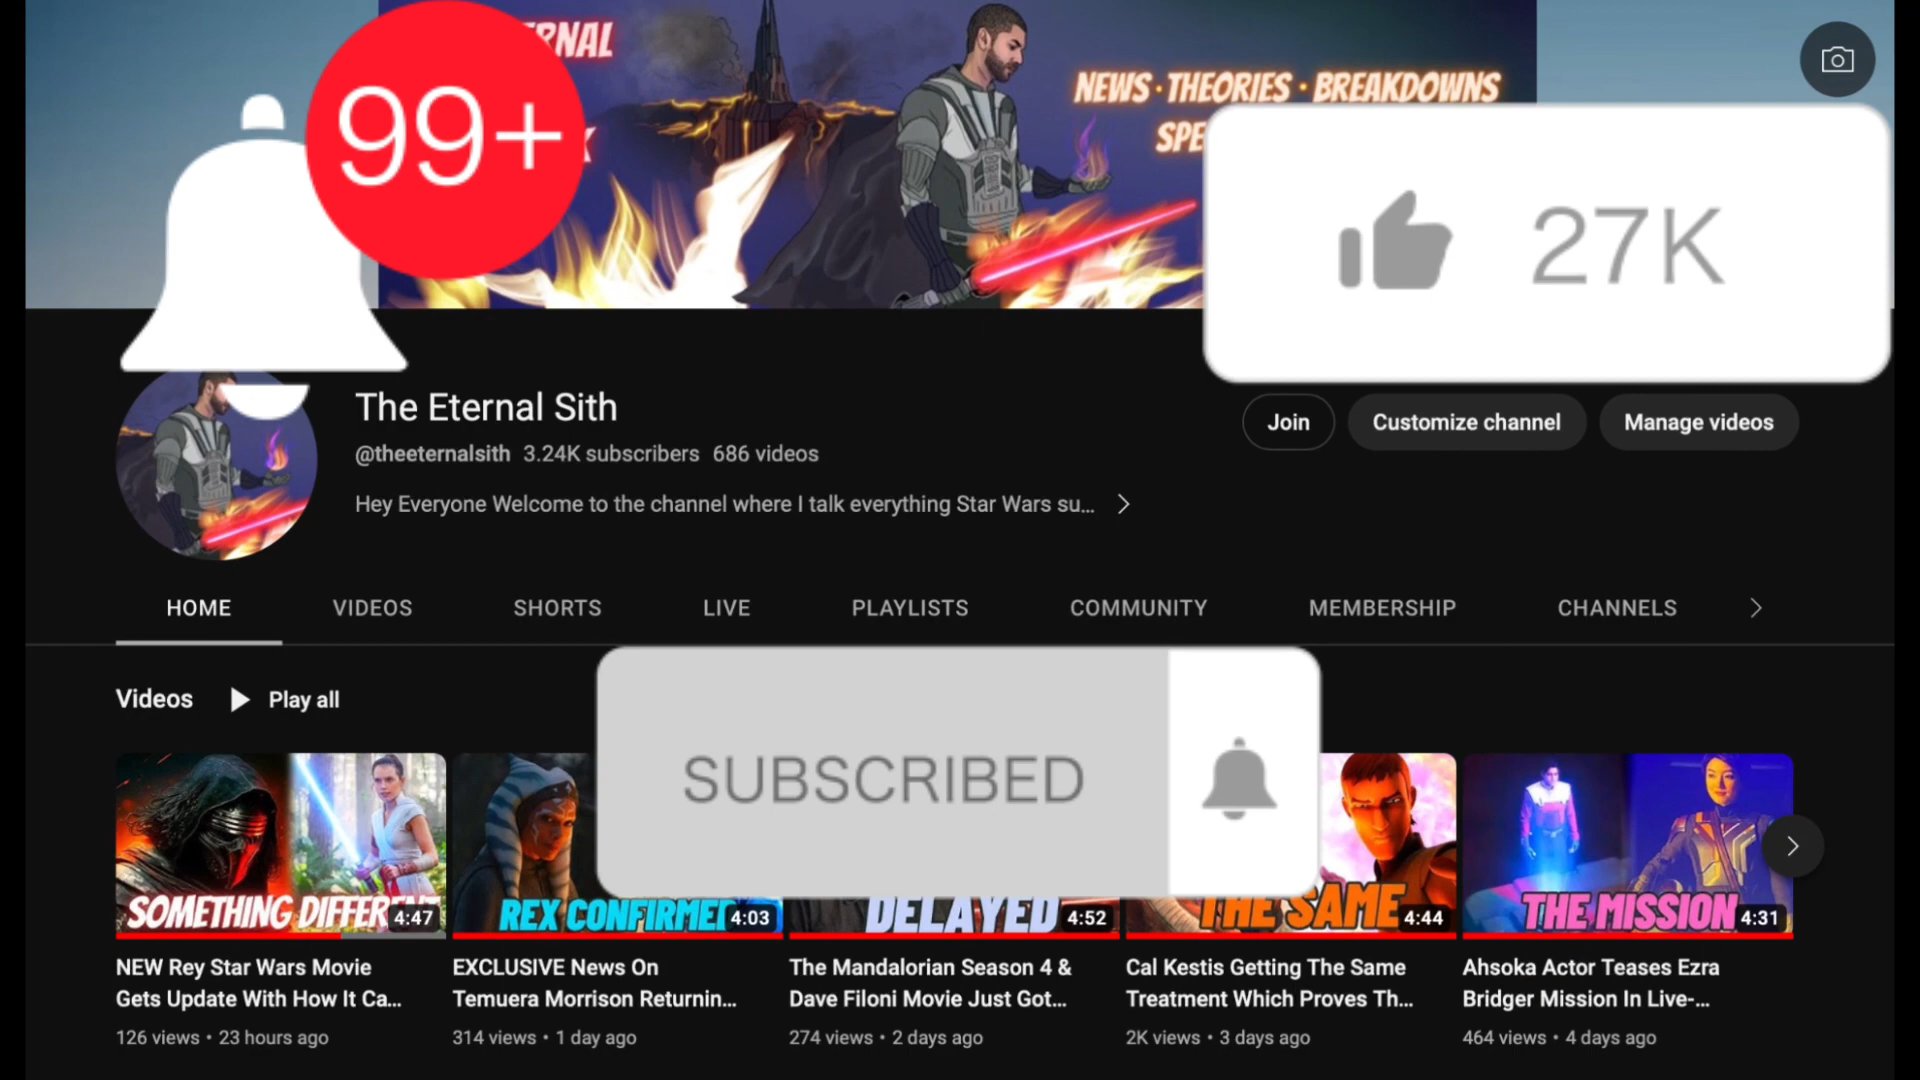 99+
NEWS · THEORIES · BREAKDOWNS
27K
The Eternal Sith
@theeternalsith 3.24K subscribers 686 videos
Hey Everyone Welcome to the channel where I talk everything Star Wars su...
Join
Customize channel
Manage videos
HOME
VIDEOS
SHORTS
LIVE
PLAYLISTS
COMMUNITY
MEMBERSHIP
CHANNELS
Videos
Play all
SUBSCRIBED
SOMETHING DIFFERENT
4:47
REX CONFIRMED
4:03
DELAYED
4:52
THE SAME
4:44
THE MISSION
4:31
NEW Rey Star Wars Movie
Gets Update With How It Ca...
126 views • 23 hours ago
EXCLUSIVE News On
Temuera Morrison Returnin...
314 views • 1 day ago
The Mandalorian Season 4 &
Dave Filoni Movie Just Got...
274 views • 2 days ago
Cal Kestis Getting The Same
Treatment Which Proves Th...
2K views • 3 days ago
Ahsoka Actor Teases Ezra
Bridger Mission In Live-...
464 views • 4 days ago